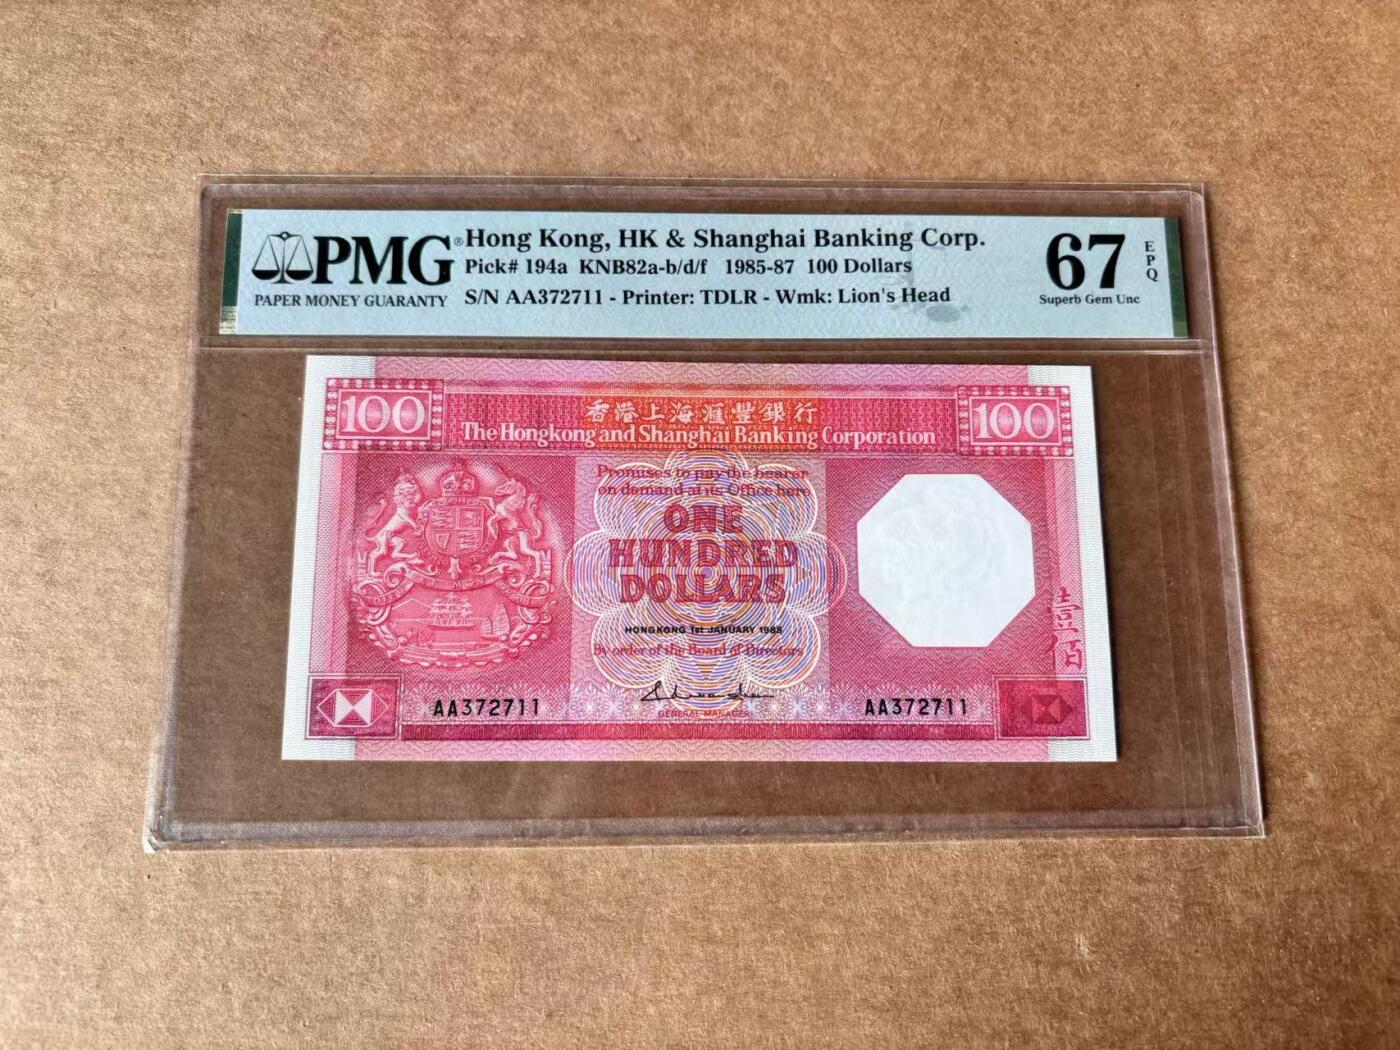 PMG®
PAPER MONEY GUARANTY
Hong Kong, HK & Shanghai Banking Corp.
Pick# 194a KNB82a-b/d/f 1985-87 100 Dollars
S/N AA372711 - Printer: TDLR - Wmk: Lion's Head
67
EPQ
Superb Gem Unc
100
香港上海滙豐銀行
100
The Hongkong and Shanghai Banking Corporation
Promises to pay the bearer
on demand at its Office here
ONE
HUNDRED
DOLLARS
HONGKONG 1st JANUARY 1985
By order of the Board of Directors
壹佰
AA372711
GENERAL MANAGER
AA372711